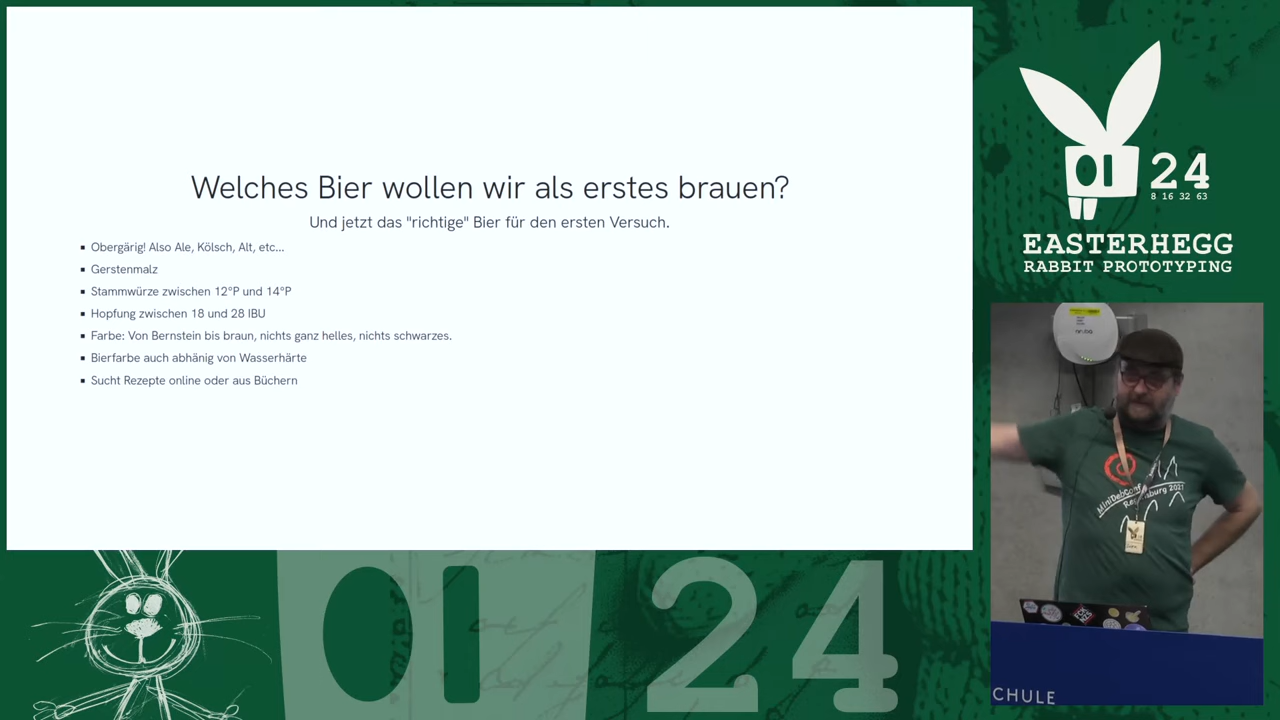 Welches Bier wollen wir als erstes brauen?
Und jetzt das "richtige" Bier für den ersten Versuch.
▪ Obergärig! Also Ale, Kölsch, Alt, etc...
▪ Gerstenmalz
▪ Stammwürze zwischen 12°P und 14°P
▪ Hopfung zwischen 18 und 28 IBU
▪ Farbe: Von Bernstein bis braun, nichts ganz helles, nichts schwarzes.
▪ Bierfarbe auch abhänig von Wasserhärte
▪ Sucht Rezepte online oder aus Büchern
24
8 16 32 63
EASTERHEGG
RABBIT PROTOTYPING
MiniDebConf
Regensburg 2021
CHULE
24